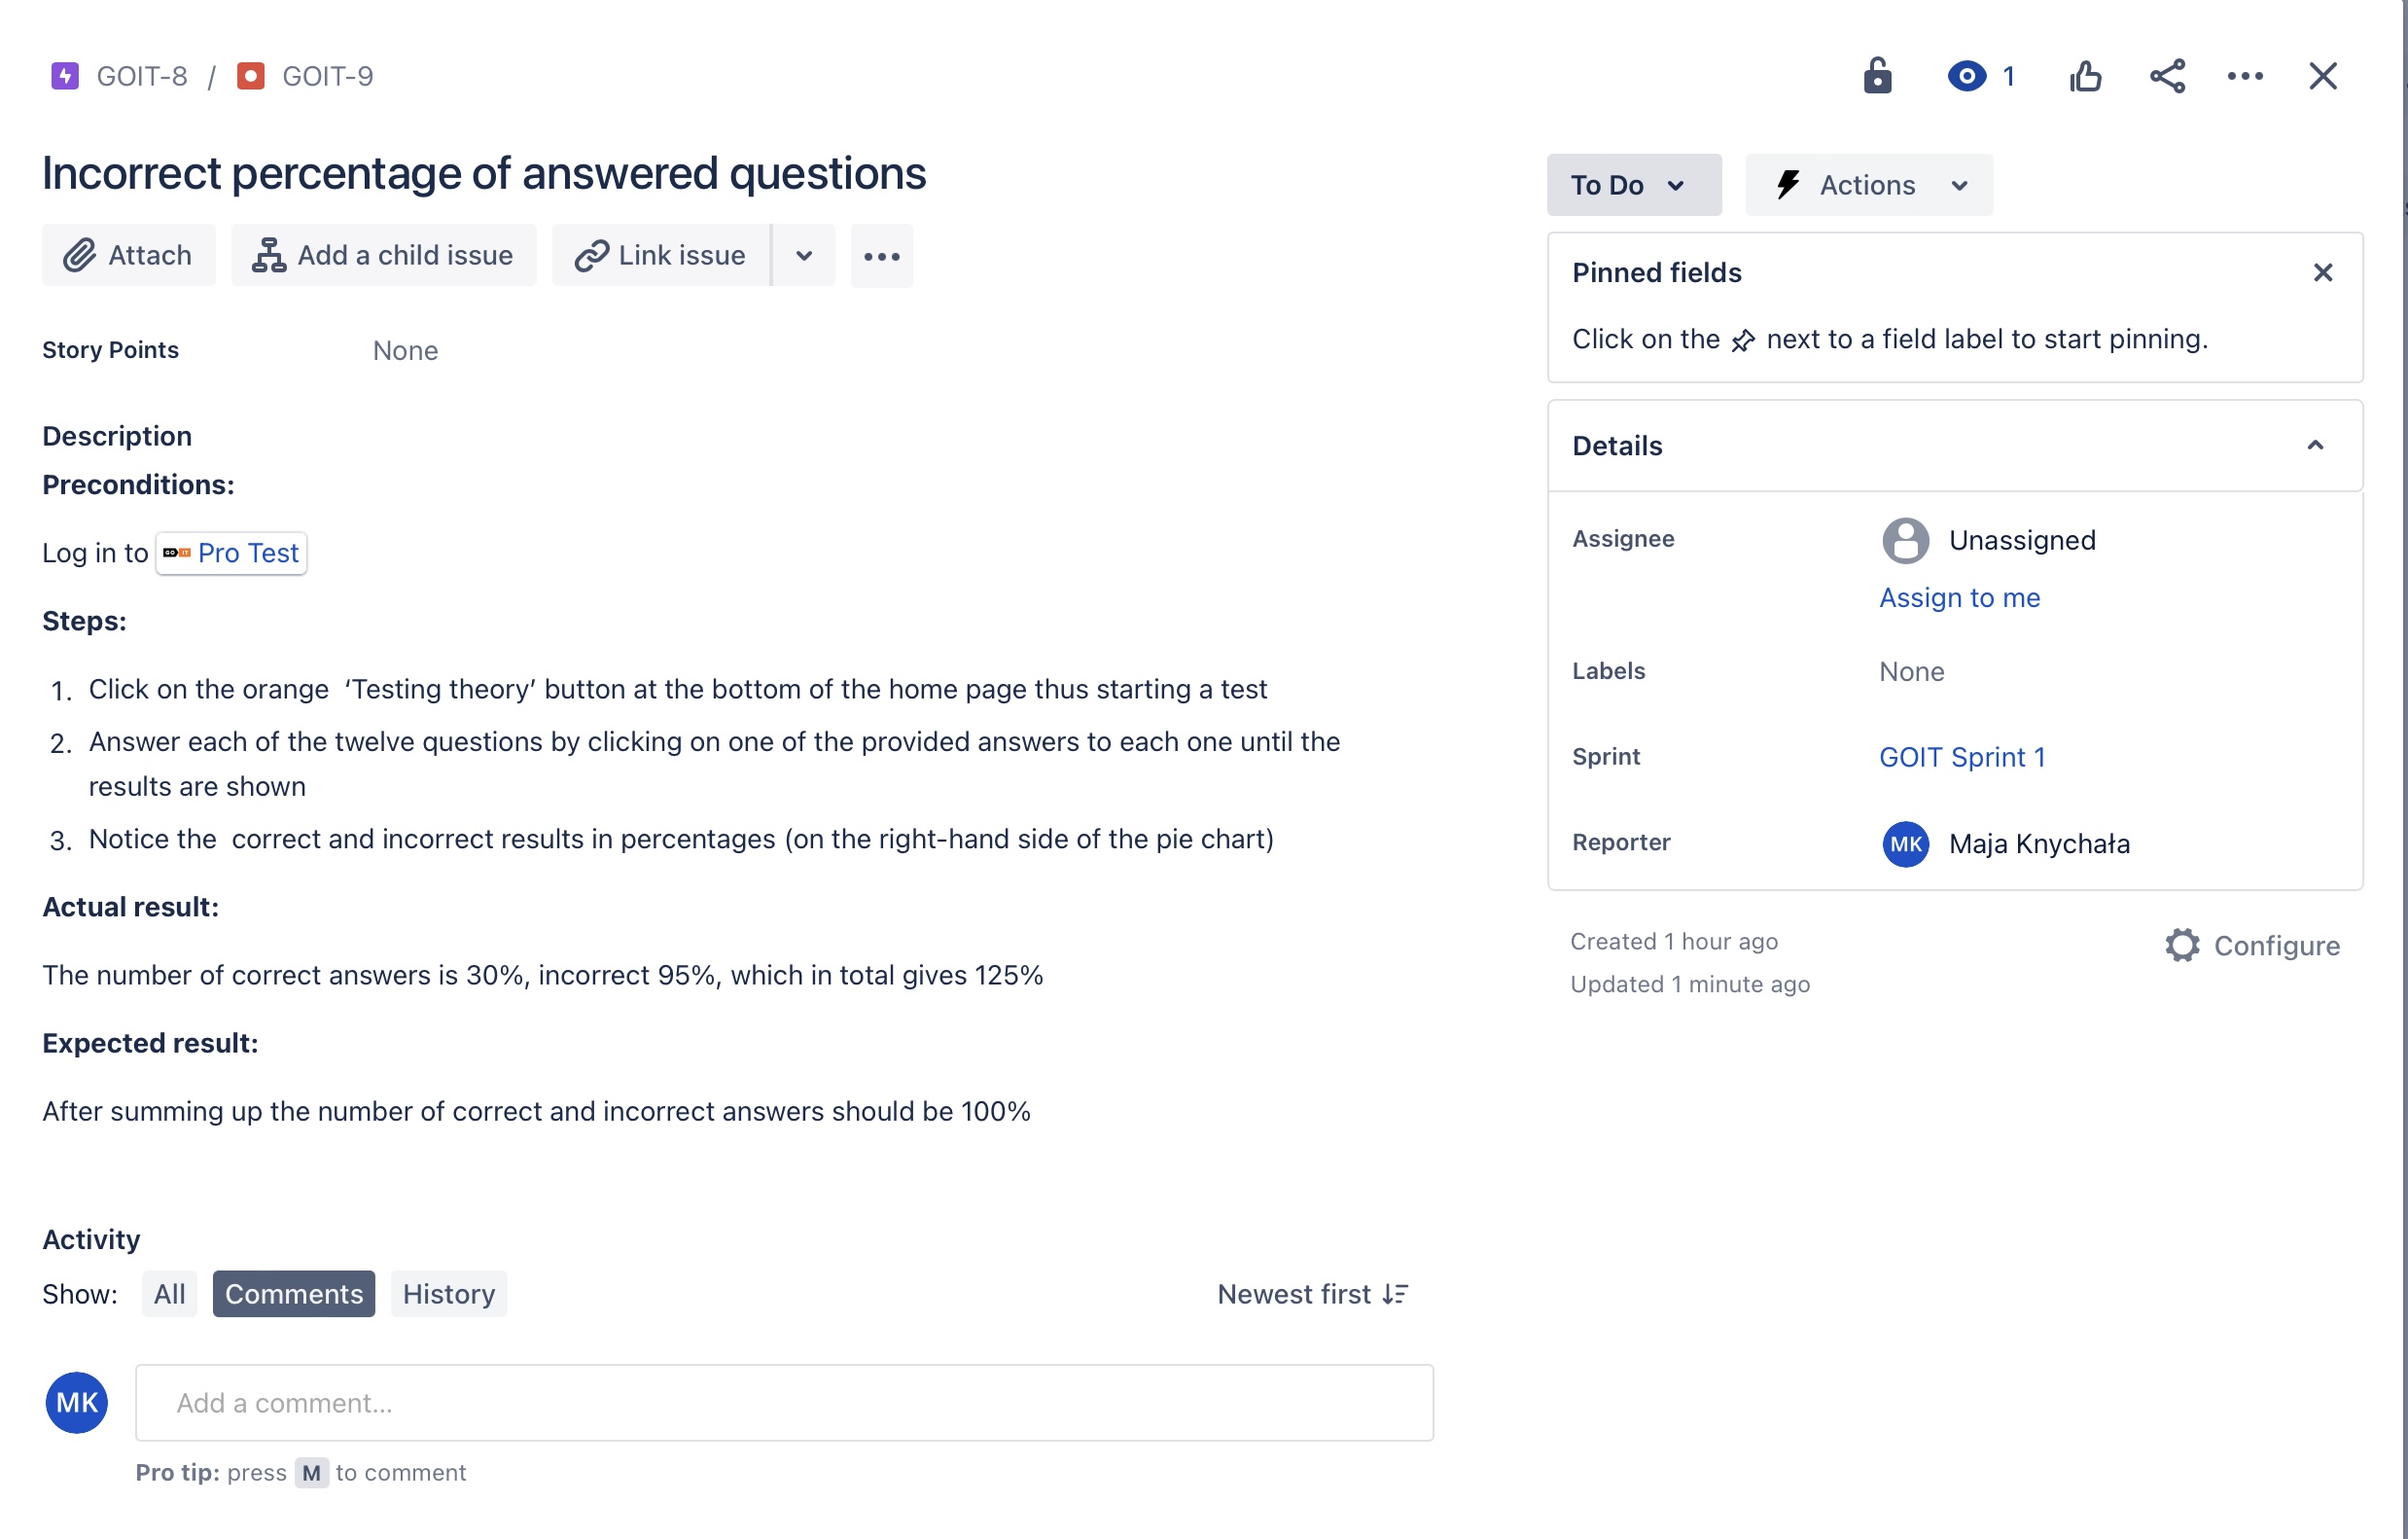 GOIT-8 / GOIT-9
1
Incorrect percentage of answered questions
To Do
Actions
Attach
Add a child issue
Link issue
Pinned fields
Click on the next to a field label to start pinning.
Story Points None
Description
Preconditions:
Log in to GO IT Pro Test
Steps:
1. Click on the orange ‘Testing theory’ button at the bottom of the home page thus starting a test
2. Answer each of the twelve questions by clicking on one of the provided answers to each one until the
results are shown
3. Notice the correct and incorrect results in percentages (on the right-hand side of the pie chart)
Actual result:
The number of correct answers is 30%, incorrect 95%, which in total gives 125%
Expected result:
After summing up the number of correct and incorrect answers should be 100%
Details
Assignee Unassigned
Assign to me
Labels None
Sprint GOIT Sprint 1
Reporter MK Maja Knychała
Created 1 hour ago
Configure
Updated 1 minute ago
Activity
Show: All Comments History Newest first
MK Add a comment...
Pro tip: press M to comment